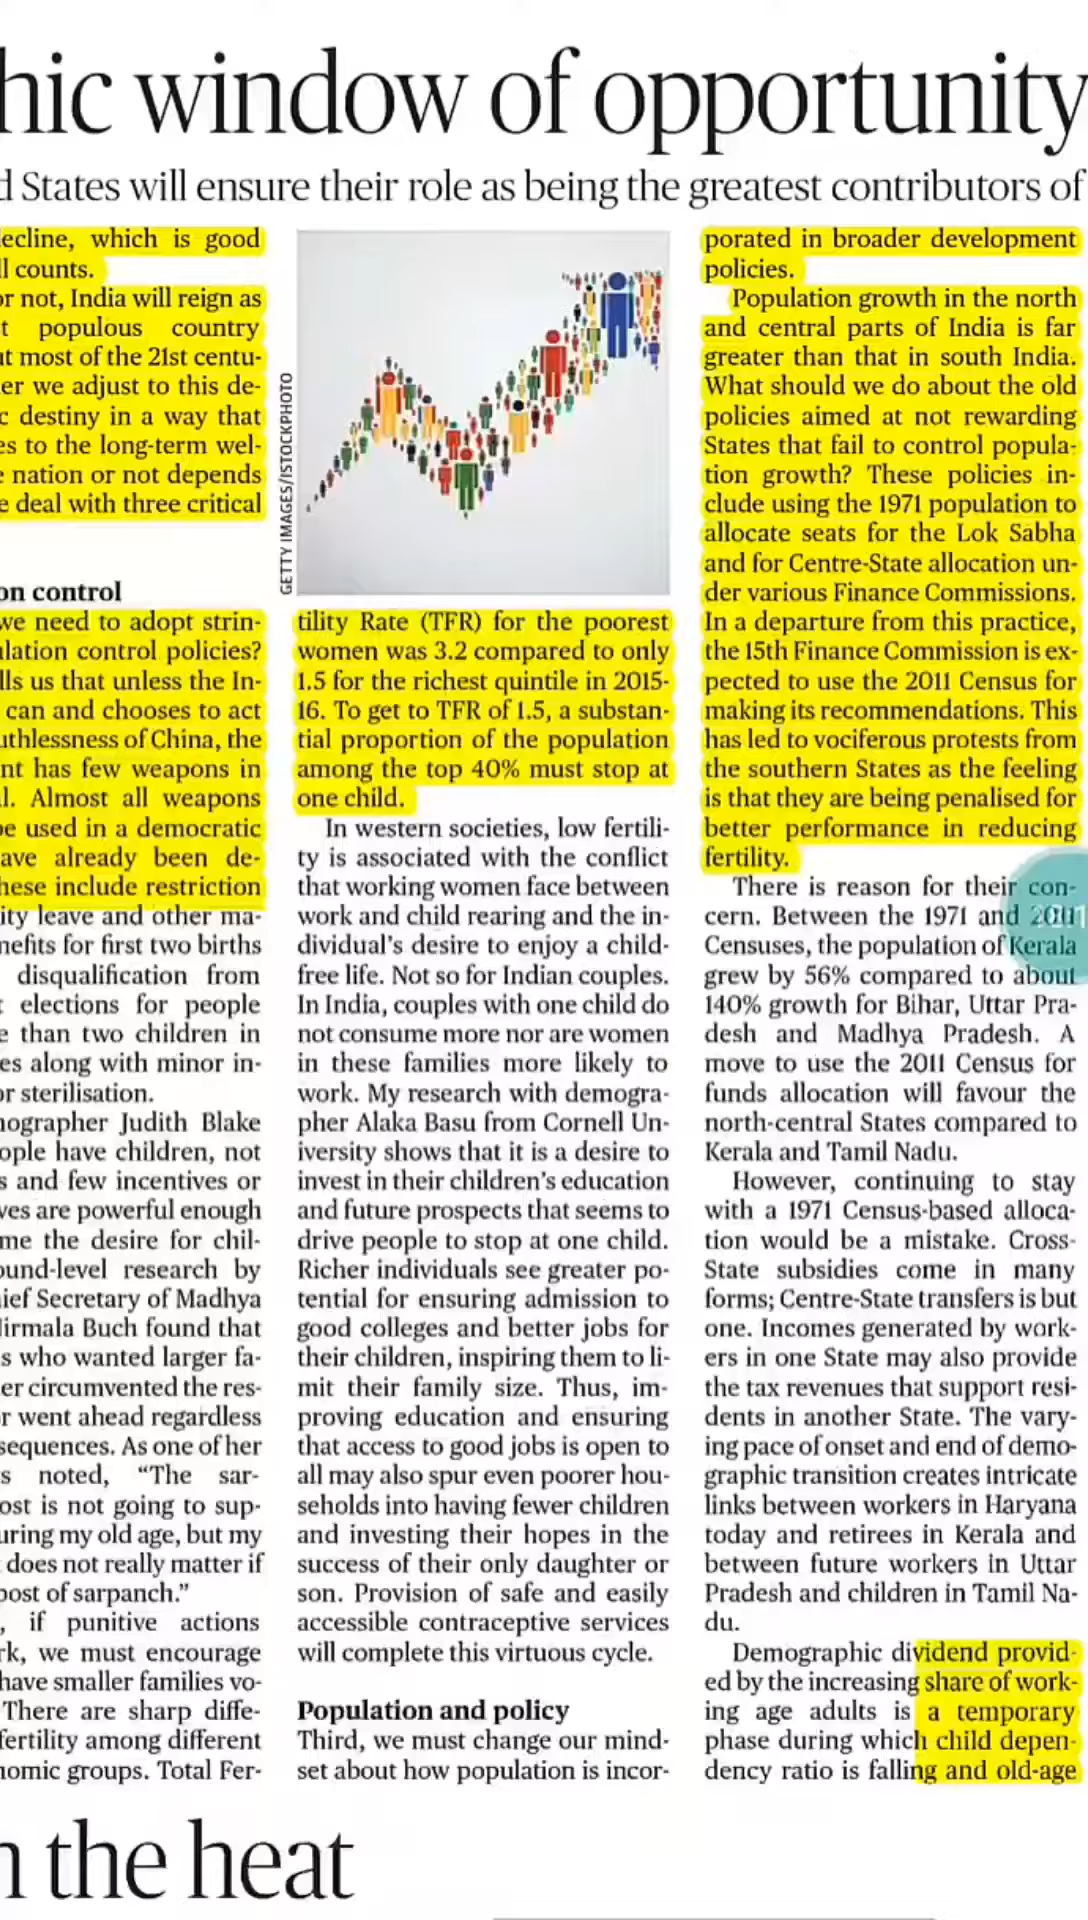 hic window of opportunity
d States will ensure their role as being the greatest contributors of
ecline, which is good
ll counts.
or not, India will reign as
t populous country
ut most of the 21st centu-
er we adjust to this de-
c destiny in a way that
es to the long-term wel-
e nation or not depends
e deal with three critical
on control
we need to adopt strin-
ulation control policies?
lls us that unless the In-
can and chooses to act
uthlessness of China, the
nt has few weapons in
l. Almost all weapons
be used in a democratic
ave already been de-
hese include restriction
ity leave and other ma-
nefits for first two births
disqualification from
t elections for people
e than two children in
es along with minor in-
or sterilisation.
nographer Judith Blake
ople have children, not
s and few incentives or
ves are powerful enough
me the desire for chil-
ound-level research by
hief Secretary of Madhya
Nirmala Buch found that
s who wanted larger fa-
er circumvented the res-
r went ahead regardless
sequences. As one of her
s noted, “The sar-
ost is not going to sup-
uring my old age, but my
does not really matter if
post of sarpanch.”
, if punitive actions
rk, we must encourage
have smaller families vo-
There are sharp diffe-
fertility among different
nomic groups. Total Fer-
GETTY IMAGES/ISTOCKPHOTO
tility Rate (TFR) for the poorest
women was 3.2 compared to only
1.5 for the richest quintile in 2015-
16. To get to TFR of 1.5, a substan-
tial proportion of the population
among the top 40% must stop at
one child.
In western societies, low fertili-
ty is associated with the conflict
that working women face between
work and child rearing and the in-
dividual’s desire to enjoy a child-
free life. Not so for Indian couples.
In India, couples with one child do
not consume more nor are women
in these families more likely to
work. My research with demogra-
pher Alaka Basu from Cornell Un-
iversity shows that it is a desire to
invest in their children’s education
and future prospects that seems to
drive people to stop at one child.
Richer individuals see greater po-
tential for ensuring admission to
good colleges and better jobs for
their children, inspiring them to li-
mit their family size. Thus, im-
proving education and ensuring
that access to good jobs is open to
all may also spur even poorer hou-
seholds into having fewer children
and investing their hopes in the
success of their only daughter or
son. Provision of safe and easily
accessible contraceptive services
will complete this virtuous cycle.
Population and policy
Third, we must change our mind-
set about how population is incor-
porated in broader development
policies.
Population growth in the north
and central parts of India is far
greater than that in south India.
What should we do about the old
policies aimed at not rewarding
States that fail to control popula-
tion growth? These policies in-
clude using the 1971 population to
allocate seats for the Lok Sabha
and for Centre-State allocation un-
der various Finance Commissions.
In a departure from this practice,
the 15th Finance Commission is ex-
pected to use the 2011 Census for
making its recommendations. This
has led to vociferous protests from
the southern States as the feeling
is that they are being penalised for
better performance in reducing
fertility.
There is reason for their con-
cern. Between the 1971 and 2011
Censuses, the population of Kerala
grew by 56% compared to about
140% growth for Bihar, Uttar Pra-
desh and Madhya Pradesh. A
move to use the 2011 Census for
funds allocation will favour the
north-central States compared to
Kerala and Tamil Nadu.
However, continuing to stay
with a 1971 Census-based alloca-
tion would be a mistake. Cross-
State subsidies come in many
forms; Centre-State transfers is but
one. Incomes generated by work-
ers in one State may also provide
the tax revenues that support resi-
dents in another State. The vary-
ing pace of onset and end of demo-
graphic transition creates intricate
links between workers in Haryana
today and retirees in Kerala and
between future workers in Uttar
Pradesh and children in Tamil Na-
du.
Demographic dividend provid-
ed by the increasing share of work-
ing age adults is a temporary
phase during which child depen-
dency ratio is falling and old-age
n the heat